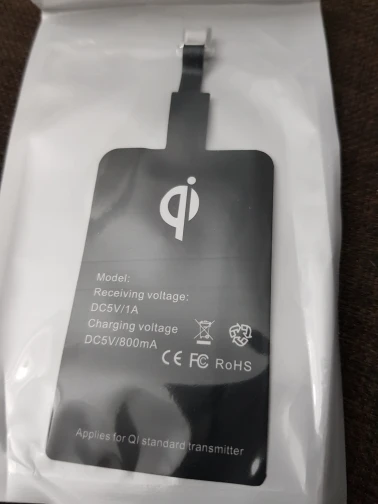 qi
Model:
Receiving voltage:
DC5V/1A
Charging voltage
DC5V/800mA
CE FC RoHS
Applies for QI standard transmitter